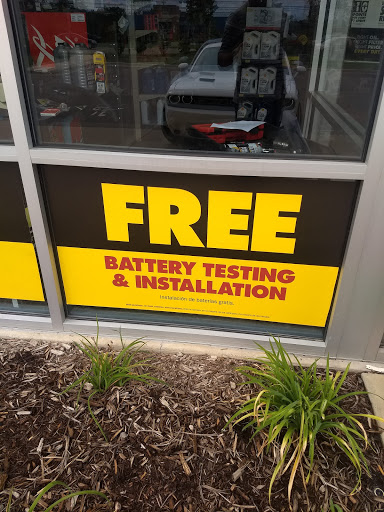 FREE
BATTERY TESTING
& INSTALLATION
Instalación de baterías gratis.